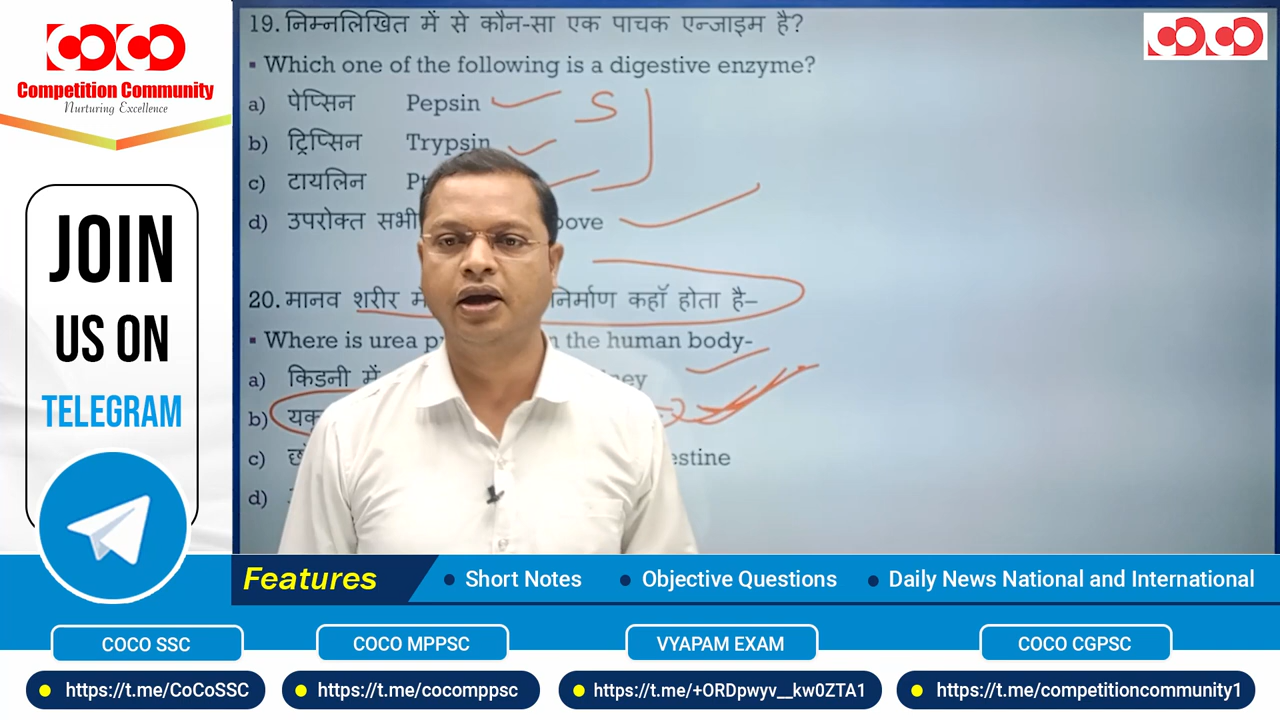 COCO
Competition Community
Nurturing Excellence
JOIN
US ON
TELEGRAM
19. निम्नलिखित में से कौन-सा एक पाचक एन्जाइम है?
▪ Which one of the following is a digestive enzyme?
a) पेप्सिन Pepsin
b) ट्रिप्सिन Trypsin
c) टायलिन
d) उपरोक्त सभी
20. मानव शरीर में निर्माण कहाॅ होता है–
▪ Where is urea in the human body-
a) किडनी में
b)
c)
d)
S
COCO
Features
• Short Notes • Objective Questions • Daily News National and International
COCO SSC COCO MPPSC VYAPAM EXAM COCO CGPSC
https://t.me/CoCoSSC https://t.me/cocomppsc https://t.me/+ORDpwyv__kw0ZTA1 https://t.me/competitioncommunity1